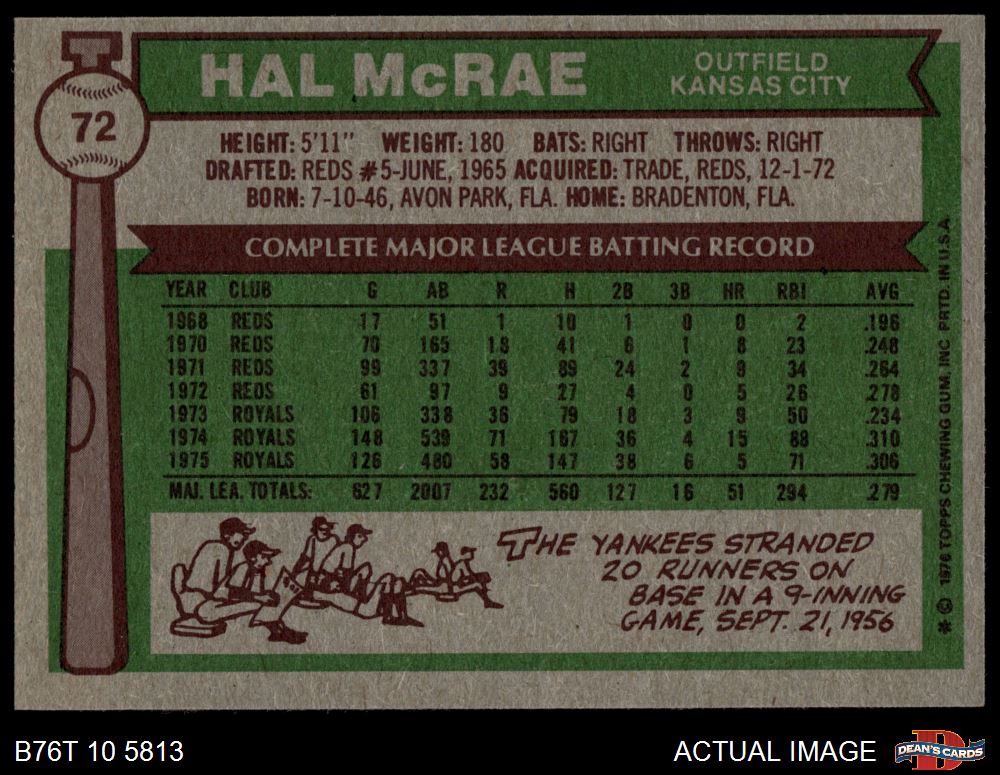 72
HAL McRAE
OUTFIELD
KANSAS CITY
HEIGHT: 5'11" WEIGHT: 180 BATS: RIGHT THROWS: RIGHT
DRAFTED: REDS #5-JUNE, 1965 ACQUIRED: TRADE, REDS, 12-1-72
BORN: 7-10-46, AVON PARK, FLA. HOME: BRADENTON, FLA.
COMPLETE MAJOR LEAGUE BATTING RECORD
YEAR CLUB G AB R H 2B 3B HR RBI AVG
1968 REDS 17 51 1 10 1 0 0 2 .196
1970 REDS 70 165 18 41 6 1 8 23 .248
1971 REDS 99 337 39 89 24 2 9 34 .264
1972 REDS 61 97 9 27 4 0 5 26 .278
1973 ROYALS 106 338 36 79 18 3 9 50 .234
1974 ROYALS 148 539 71 167 36 4 15 88 .310
1975 ROYALS 126 480 58 147 38 6 5 71 .306
MAJ. LEA. TOTALS: 627 2007 232 560 127 16 51 294 .279
THE YANKEES STRANDED
20 RUNNERS ON
BASE IN A 9-INNING
GAME, SEPT. 21, 1956
* © 1976 TOPPS CHEWING GUM, INC PRTD. IN U.S.A.
B76T 10 5813
ACTUAL IMAGE
DEAN'S CARDS